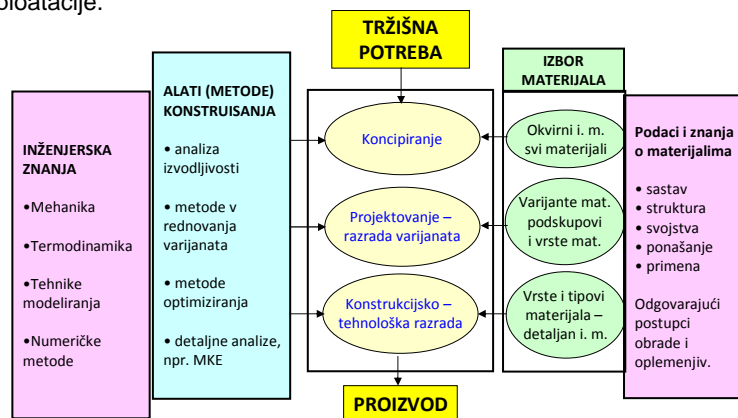 oloatacije.
TRŽIŠNA
POTREBA
INŽENJERSKA
ZNANJA
•Mehanika
•Termodinamika
•Tehnike
modeliranja
•Numeričke
metode
ALATI (METODE)
KONSTRUISANJA
• analiza
izvodljivosti
• metode v
rednovanja
varijanata
• metode
optimiziranja
• detaljne analize,
npr. MKE
Koncipiranje
Projektovanje –
razrada varijanata
Konstrukcijsko –
tehnološka razrada
IZBOR
MATERIJALA
Okvirni i. m.
svi materijali
Varijante mat.
podskupovi
i vrste mat.
Vrste i tipovi
materijala –
detaljan i. m.
Podaci i znanja
o materijalima
• sastav
• struktura
• svojstva
• ponašanje
• primena
Odgovarajući
postupci
obrade i
oplemenjiv.
PROIZVOD